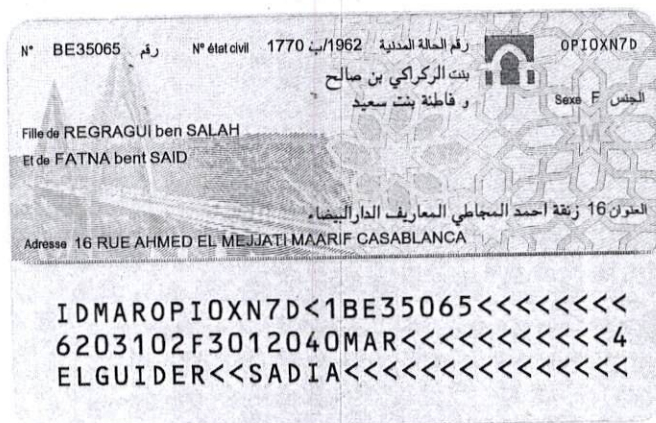 N° BE35065 رقم N° état civil 1770 رقم الحالة المدنية 1962/ب OPIOXN7D
بنت الركراكي بن صالح
و فاطنة بنت سعيد
Sexe F الجنس
Fille de REGRAGUI ben SALAH
Et de FATNA bent SAID
العنوان 16 زنقة احمد المجاطي المعاريف الدارالبيضاء
Adresse 16 RUE AHMED EL MEJJATI MAARIF CASABLANCA
IDMAROPIOXN7D<1BE35065<<<<<<<<
6203102F3012040MAR<<<<<<<<<<<4
ELGUIDER<<SADIA<<<<<<<<<<<<<<<